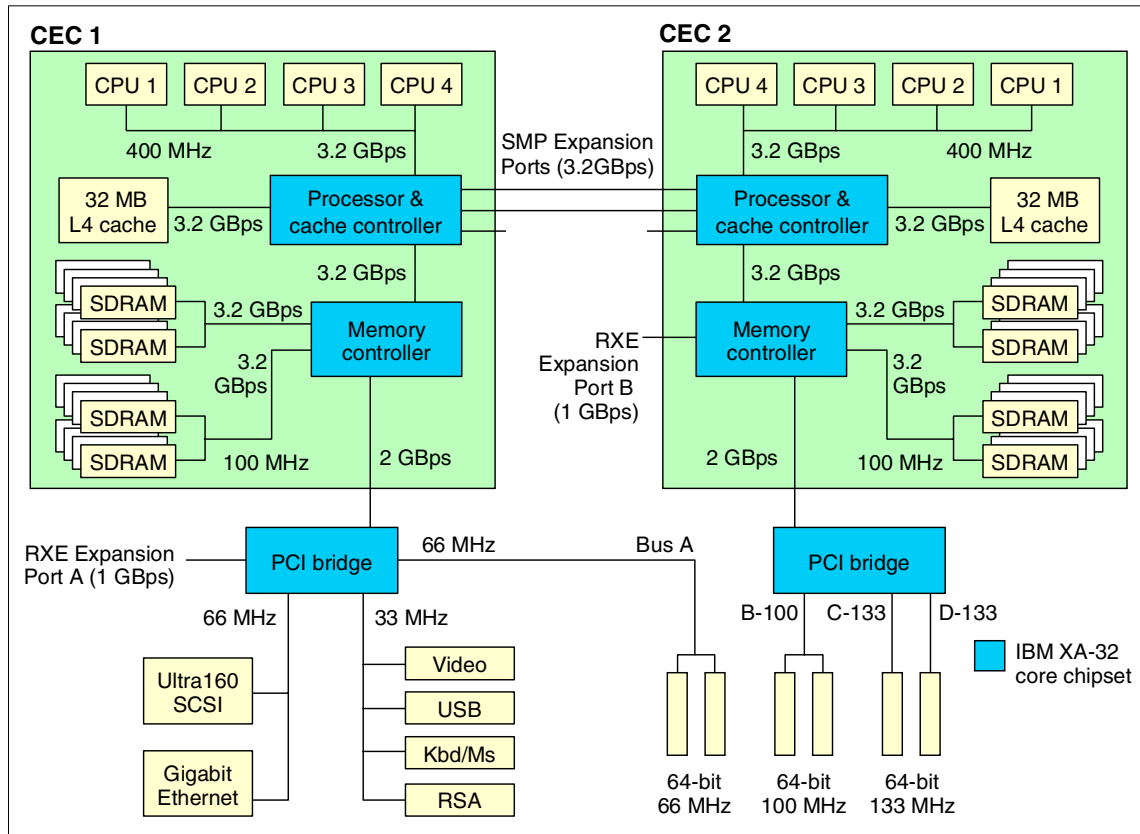 CEC 1
CEC 2
CPU 1
CPU 2
CPU 3
CPU 4
CPU 4
CPU 3
CPU 2
CPU 1
400 MHz
3.2 GBps
SMP Expansion
Ports (3.2GBps)
3.2 GBps
400 MHz
32 MB
L4 cache
3.2 GBps
Processor &
cache controller
Processor &
cache controller
3.2 GBps
32 MB
L4 cache
3.2 GBps
3.2 GBps
SDRAM
SDRAM
3.2 GBps
Memory
controller
RXE
Expansion
Port B
(1 GBps)
Memory
controller
3.2 GBps
SDRAM
SDRAM
3.2
GBps
3.2
GBps
SDRAM
SDRAM
100 MHz
2 GBps
2 GBps
100 MHz
SDRAM
SDRAM
RXE Expansion
Port A (1 GBps)
PCI bridge
66 MHz
Bus A
PCI bridge
66 MHz
33 MHz
B-100
C-133
D-133
Ultra160
SCSI
Gigabit
Ethernet
Video
USB
Kbd/Ms
RSA
IBM XA-32
core chipset
64-bit
66 MHz
64-bit
100 MHz
64-bit
133 MHz